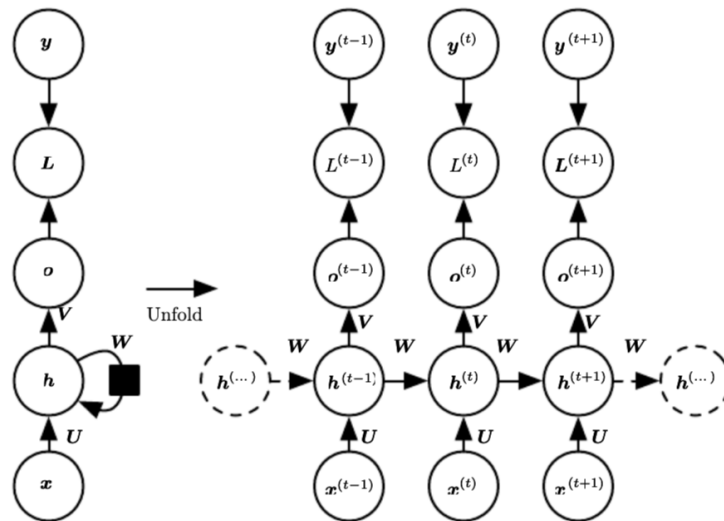 y y^(t−1) y^(t) y^(t+1)
L L^(t−1) L^(t) L^(t+1)
o o^(t−1) o^(t) o^(t+1)
Unfold
V V V V
W W W W W
h h^(...) h^(t−1) h^(t) h^(t+1) h^(...)
U U U U
x x^(t−1) x^(t) x^(t+1)